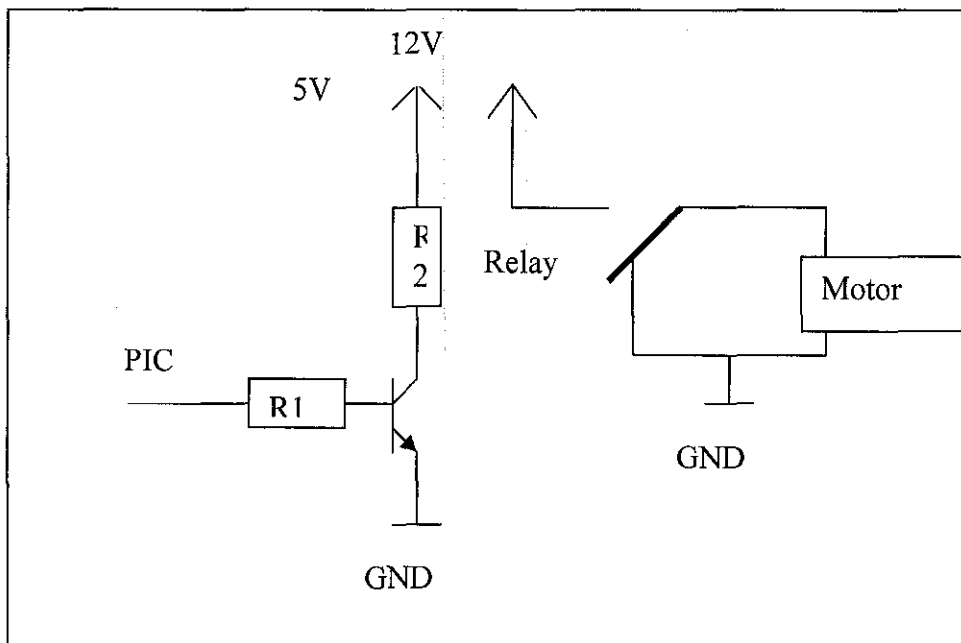 12V
5V
R
2
Relay
Motor
PIC
R1
GND
GND